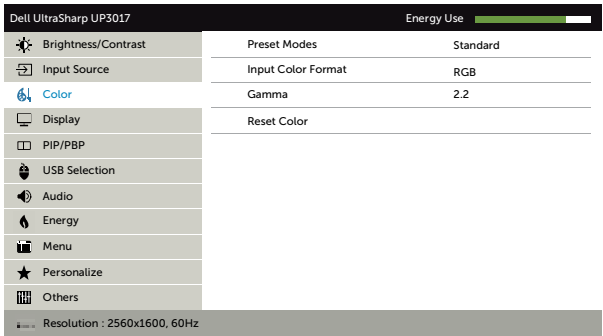 Dell UltraSharp UP3017 Energy Use
Brightness/Contrast Preset Modes Standard
Input Source Input Color Format RGB
Color Gamma 2.2
Display Reset Color
PIP/PBP
USB Selection
Audio
Energy
Menu
Personalize
Others
Resolution : 2560x1600, 60Hz